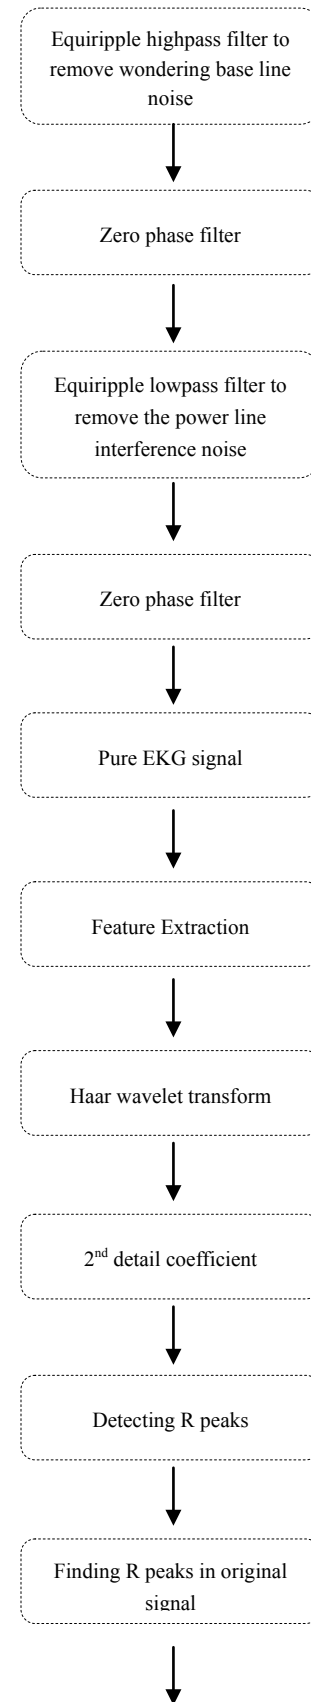 Equiripple highpass filter to
remove wondering base line
noise
Zero phase filter
Equiripple lowpass filter to
remove the power line
interference noise
Zero phase filter
Pure EKG signal
Feature Extraction
Haar wavelet transform
2nd detail coefficient
Detecting R peaks
Finding R peaks in original
signal